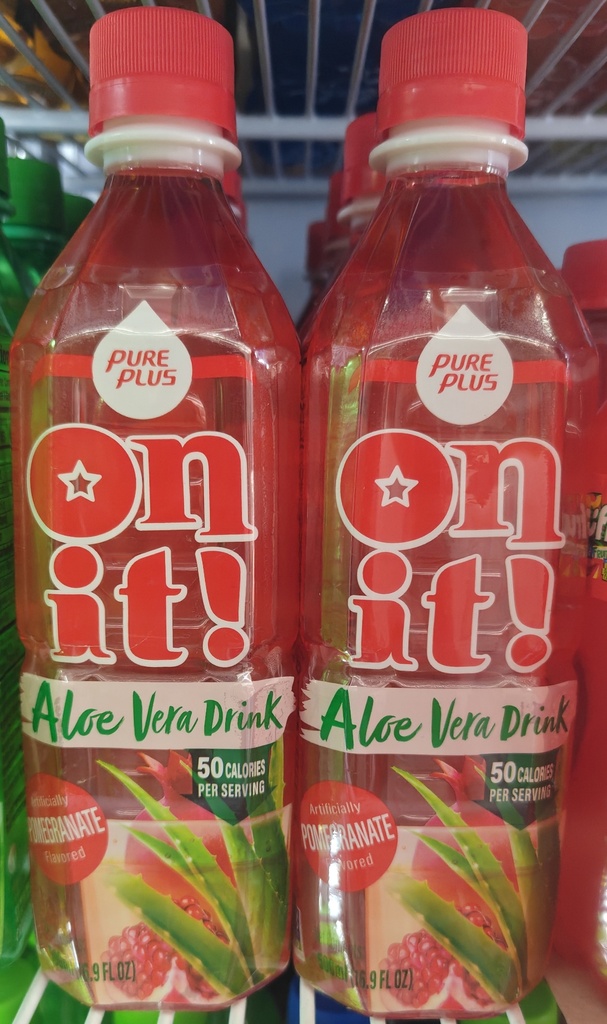 PURE
PLUS
on
it!
Aloe Vera Drink
50 CALORIES
PER SERVING
Artificially
POMEGRANATE
Flavored
PURE
PLUS
on
it!
Aloe Vera Drink
50 CALORIES
PER SERVING
Artificially
POMEGRANATE
Flavored